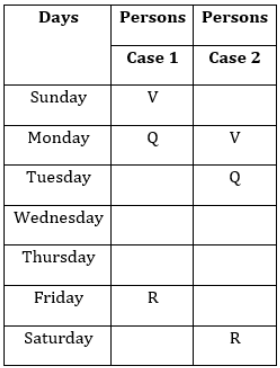 Days Persons Persons
Case 1 Case 2
Sunday V
Monday Q V
Tuesday Q
Wednesday
Thursday
Friday R
Saturday R